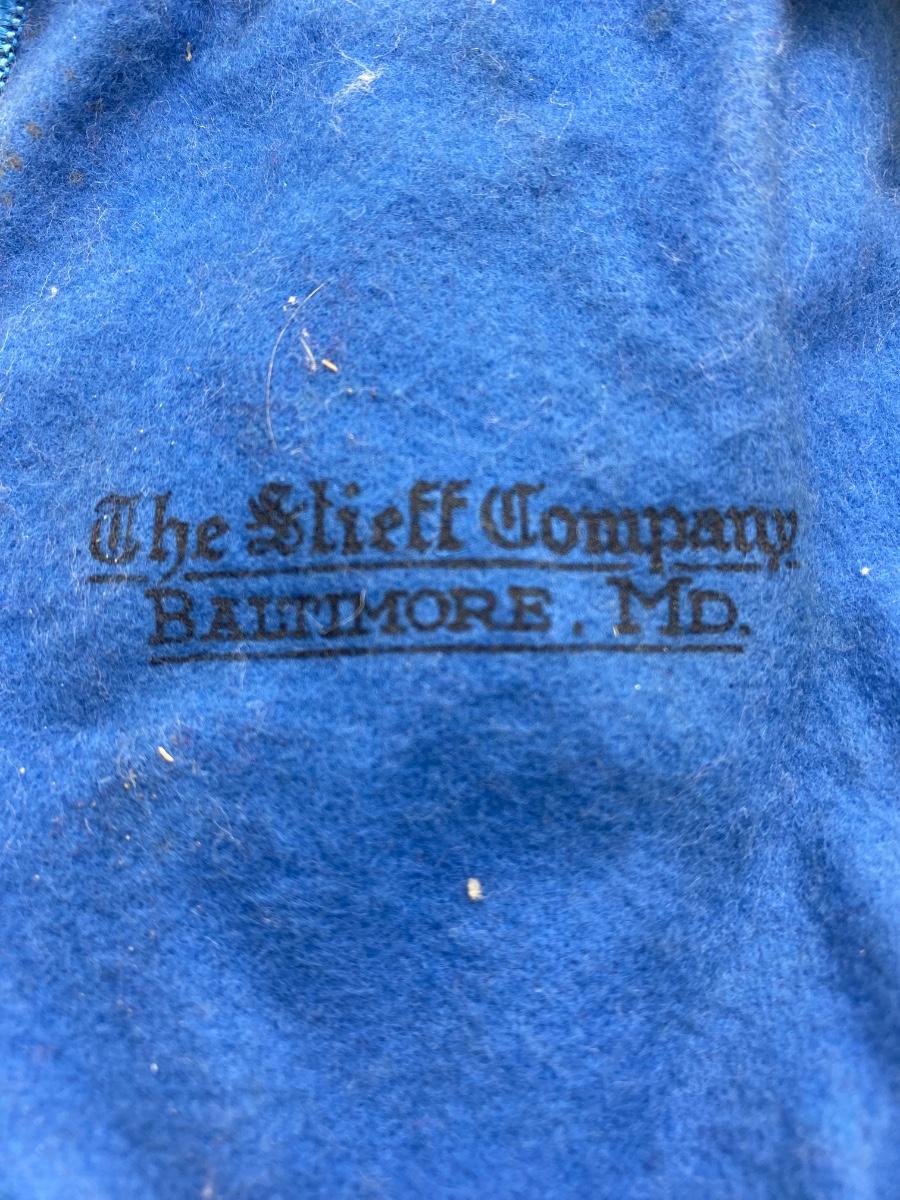 The Stieff Company
BALTIMORE, MD.